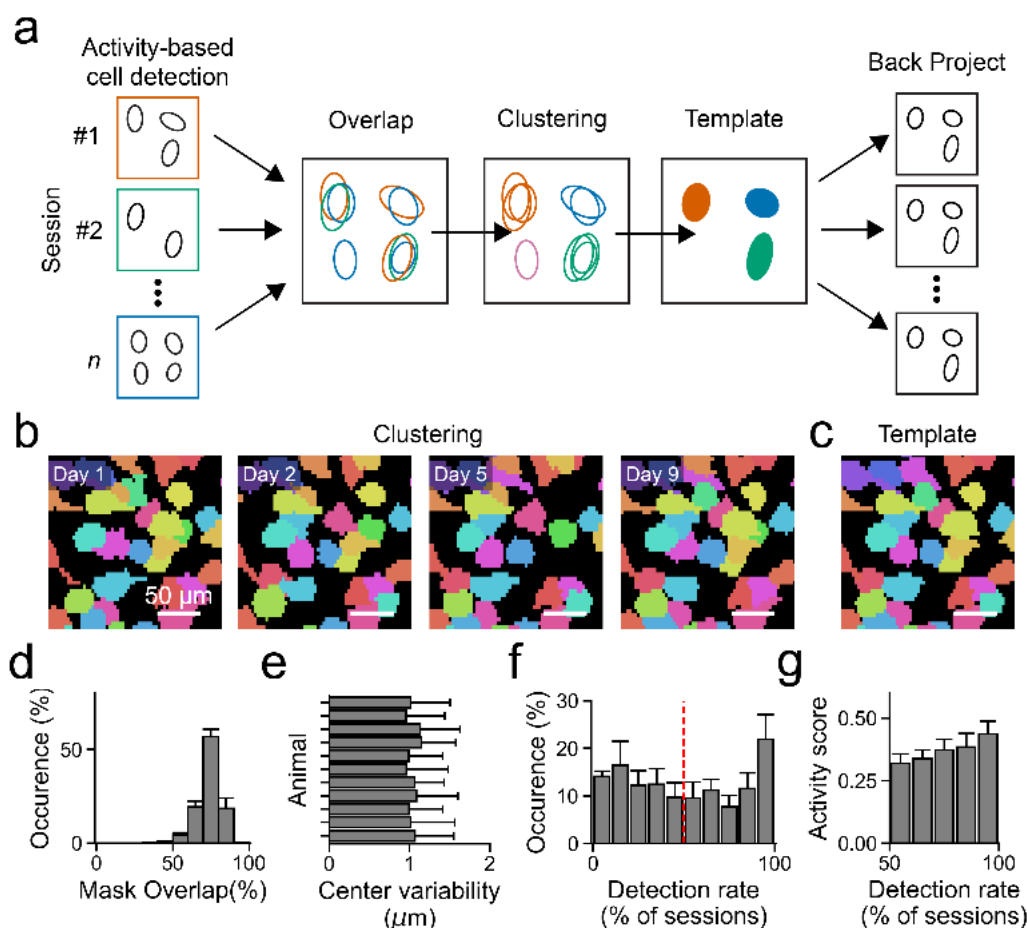 a
Activity-based
cell detection
Back Project
Overlap
Clustering
Template
Session
#1
#2
n
b
Clustering
c
Template
Day 1
Day 2
Day 5
Day 9
50 µm
d
e
f
g
Occurence (%)
50
0
0
50
100
Mask Overlap(%)
Animal
0
1
2
Center variability
(µm)
Occurence (%)
30
20
10
0
0
100
Detection rate
(% of sessions)
Activity score
0.50
0.25
0.00
50
100
Detection rate
(% of sessions)